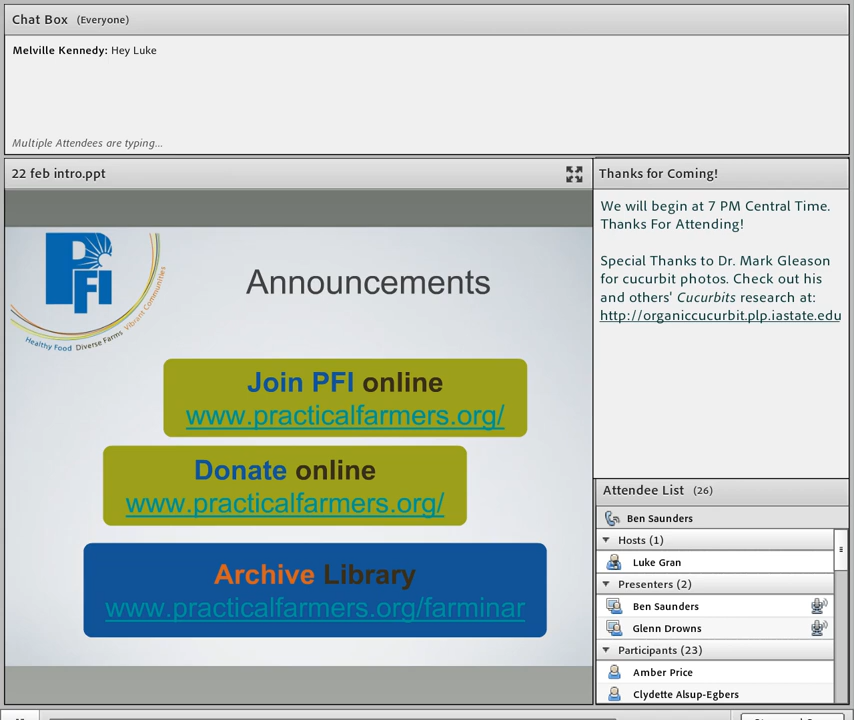 Chat Box (Everyone)
Melville Kennedy: Hey Luke
Multiple Attendees are typing...
22 feb intro.ppt
PFI
Healthy Food Diverse Farms Vibrant Communities
Announcements
Join PFI online
www.practicalfarmers.org/
Donate online
www.practicalfarmers.org/
Archive Library
www.practicalfarmers.org/farminar
Thanks for Coming!
We will begin at 7 PM Central Time.
Thanks For Attending!
Special Thanks to Dr. Mark Gleason
for cucurbit photos. Check out his
and others' Cucurbits research at:
http://organiccucurbit.plp.iastate.edu
Attendee List (26)
Ben Saunders
Hosts (1)
Luke Gran
Presenters (2)
Ben Saunders
Glenn Drowns
Participants (23)
Amber Price
Clydette Alsup-Egbers